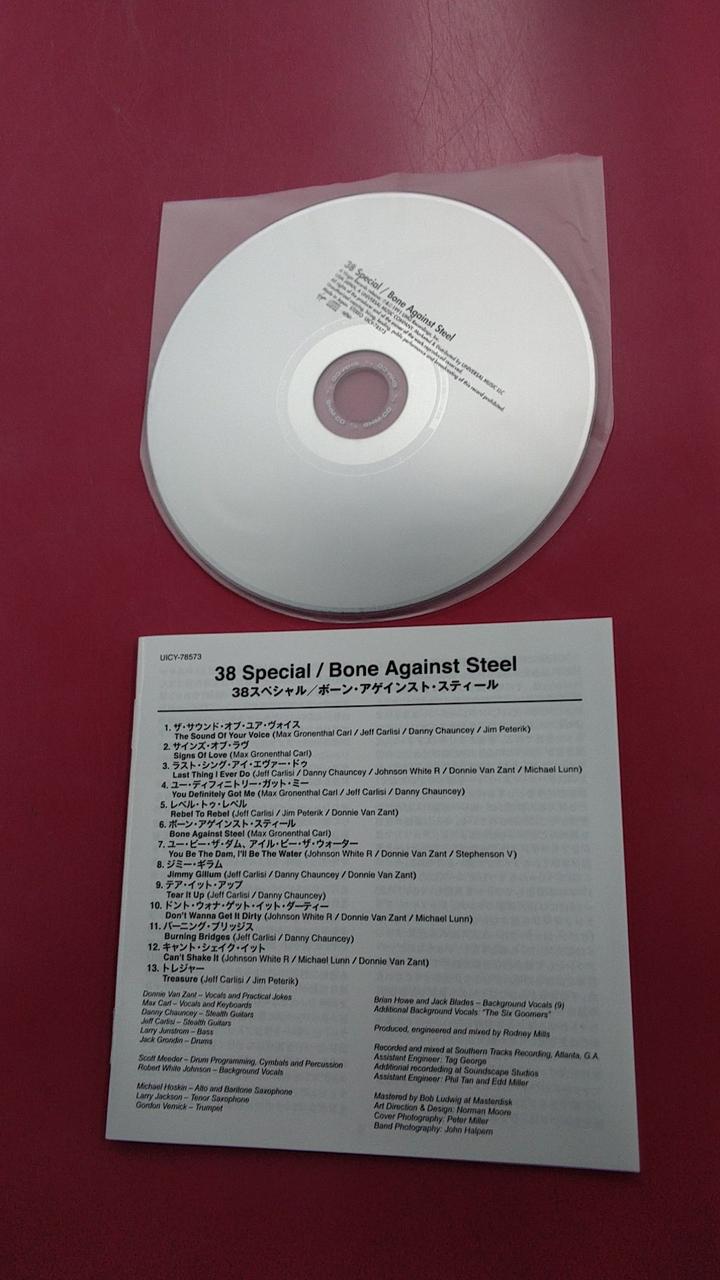 38 Special / Bone Against Steel
UICY-78573
38 Special / Bone Against Steel
38スペシャル／ボーン・アゲインスト・スティール
1. ザ・サウンド・オブ・ユア・ヴォイス
The Sound Of Your Voice (Max Gronenthal Carl / Jeff Carlisi / Danny Chauncey / Jim Peterik)
2. サインズ・オブ・ラヴ
Signs Of Love (Max Gronenthal Carl)
3. ラスト・シング・アイ・エヴァー・ドゥ
Last Thing I Ever Do (Jeff Carlisi / Danny Chauncey / Johnson White R / Donnie Van Zant / Michael Lunn)
4. ユー・ディフィニトリー・ガット・ミー
You Definitely Got Me (Max Gronenthal Carl / Jeff Carlisi / Danny Chauncey)
5. レベル・トゥ・レベル
Rebel To Rebel (Jeff Carlisi / Jim Peterik / Donnie Van Zant)
6. ボーン・アゲインスト・スティール
Bone Against Steel (Max Gronenthal Carl)
7. ユー・ビー・ザ・ダム、アイル・ビー・ザ・ウォーター
You Be The Dam, I'll Be The Water (Johnson White R / Donnie Van Zant / Stephenson V)
8. ジミー・ギラム
Jimmy Gillum (Jeff Carlisi / Danny Chauncey / Donnie Van Zant)
9. テア・イット・アップ
Tear It Up (Jeff Carlisi / Danny Chauncey)
10. ドント・ウォナ・ゲット・イット・ダーティー
Don't Wanna Get It Dirty (Johnson White R / Donnie Van Zant / Michael Lunn)
11. バーニング・ブリッジス
Burning Bridges (Jeff Carlisi / Danny Chauncey)
12. キャント・シェイク・イット
Can't Shake It (Johnson White R / Michael Lunn / Donnie Van Zant)
13. トレジャー
Treasure (Jeff Carlisi / Jim Peterik)
Donnie Van Zant – Vocals and Practical Jokes
Max Carl – Vocals and Keyboards
Danny Chauncey – Stealth Guitars
Jeff Carlisi – Stealth Guitars
Larry Junstrom – Bass
Jack Grondin – Drums
Scott Meeder – Drum Programming, Cymbals and Percussion
Robert White Johnson – Background Vocals
Michael Hoskin – Alto and Baritone Saxophone
Larry Jackson – Tenor Saxophone
Gordon Vernick – Trumpet
Brian Howe and Jack Blades – Background Vocals (9)
Additional Background Vocals: "The Six Goomers"
Produced, engineered and mixed by Rodney Mills
Recorded and mixed at Southern Tracks Recording, Atlanta, G.A.
Assistant Engineer: Tag George
Additional recordeding at Soundscape Studios
Assistant Engineer: Phil Tan and Edd Miller
Mastered by Bob Ludwig at Masterdisk
Art Direction & Design: Norman Moore
Cover Photography: Peter Miller
Band Photography: John Halpern